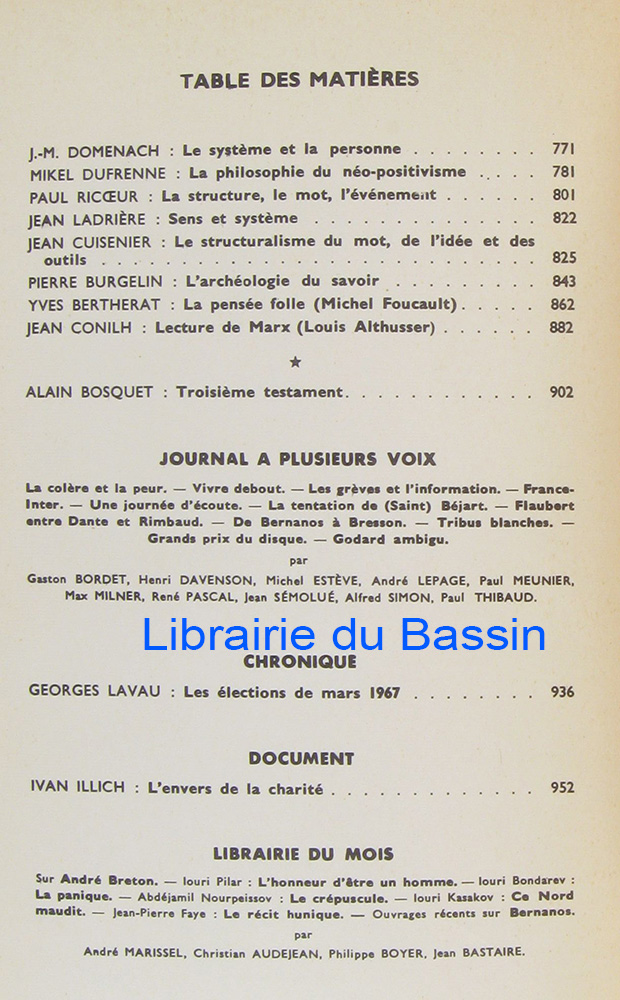 TABLE DES MATIÈRES
J.-M. DOMENACH : Le système et la personne . . . . . . . . 771
MIKEL DUFRENNE : La philosophie du néo-positivisme . . . . 781
PAUL RICŒUR : La structure, le mot, l'événement . . . . . . 801
JEAN LADRIÈRE : Sens et système . . . . . . . . . . . . . . 822
JEAN CUISENIER : Le structuralisme du mot, de l'idée et des
outils . . . . . . . . . . . . . . . . . . . . . . . . . . . 825
PIERRE BURGELIN : L'archéologie du savoir . . . . . . . . . 843
YVES BERTHERAT : La pensée folle (Michel Foucault) . . . . . 862
JEAN CONILH : Lecture de Marx (Louis Althusser) . . . . . . 882
★
ALAIN BOSQUET : Troisième testament. . . . . . . . . . . . . 902
JOURNAL A PLUSIEURS VOIX
La colère et la peur. — Vivre debout. — Les grèves et l'information. — France-
Inter. — Une journée d'écoute. — La tentation de (Saint) Béjart. — Flaubert
entre Dante et Rimbaud. — De Bernanos à Bresson. — Tribus blanches. —
Grands prix du disque. — Godard ambigu.
par
Gaston BORDET, Henri DAVENSON, Michel ESTÈVE, André LEPAGE, Paul MEUNIER,
Max MILNER, René PASCAL, Jean SÉMOLUÉ, Alfred SIMON, Paul THIBAUD.
Librairie du Bassin
CHRONIQUE
GEORGES LAVAU : Les élections de mars 1967 . . . . . . . . 936
DOCUMENT
IVAN ILLICH : L'envers de la charité . . . . . . . . . . . . . 952
LIBRAIRIE DU MOIS
Sur André Breton. — Iouri Pilar : L'honneur d'être un homme. — Iouri Bondarev :
La panique. — Abdéjamil Nourpeissov : Le crépuscule. — Iouri Kasakov : Ce Nord
maudit. — Jean-Pierre Faye : Le récit hunique. — Ouvrages récents sur Bernanos.
par
André MARISSEL, Christian AUDEJEAN, Philippe BOYER, Jean BASTAIRE.